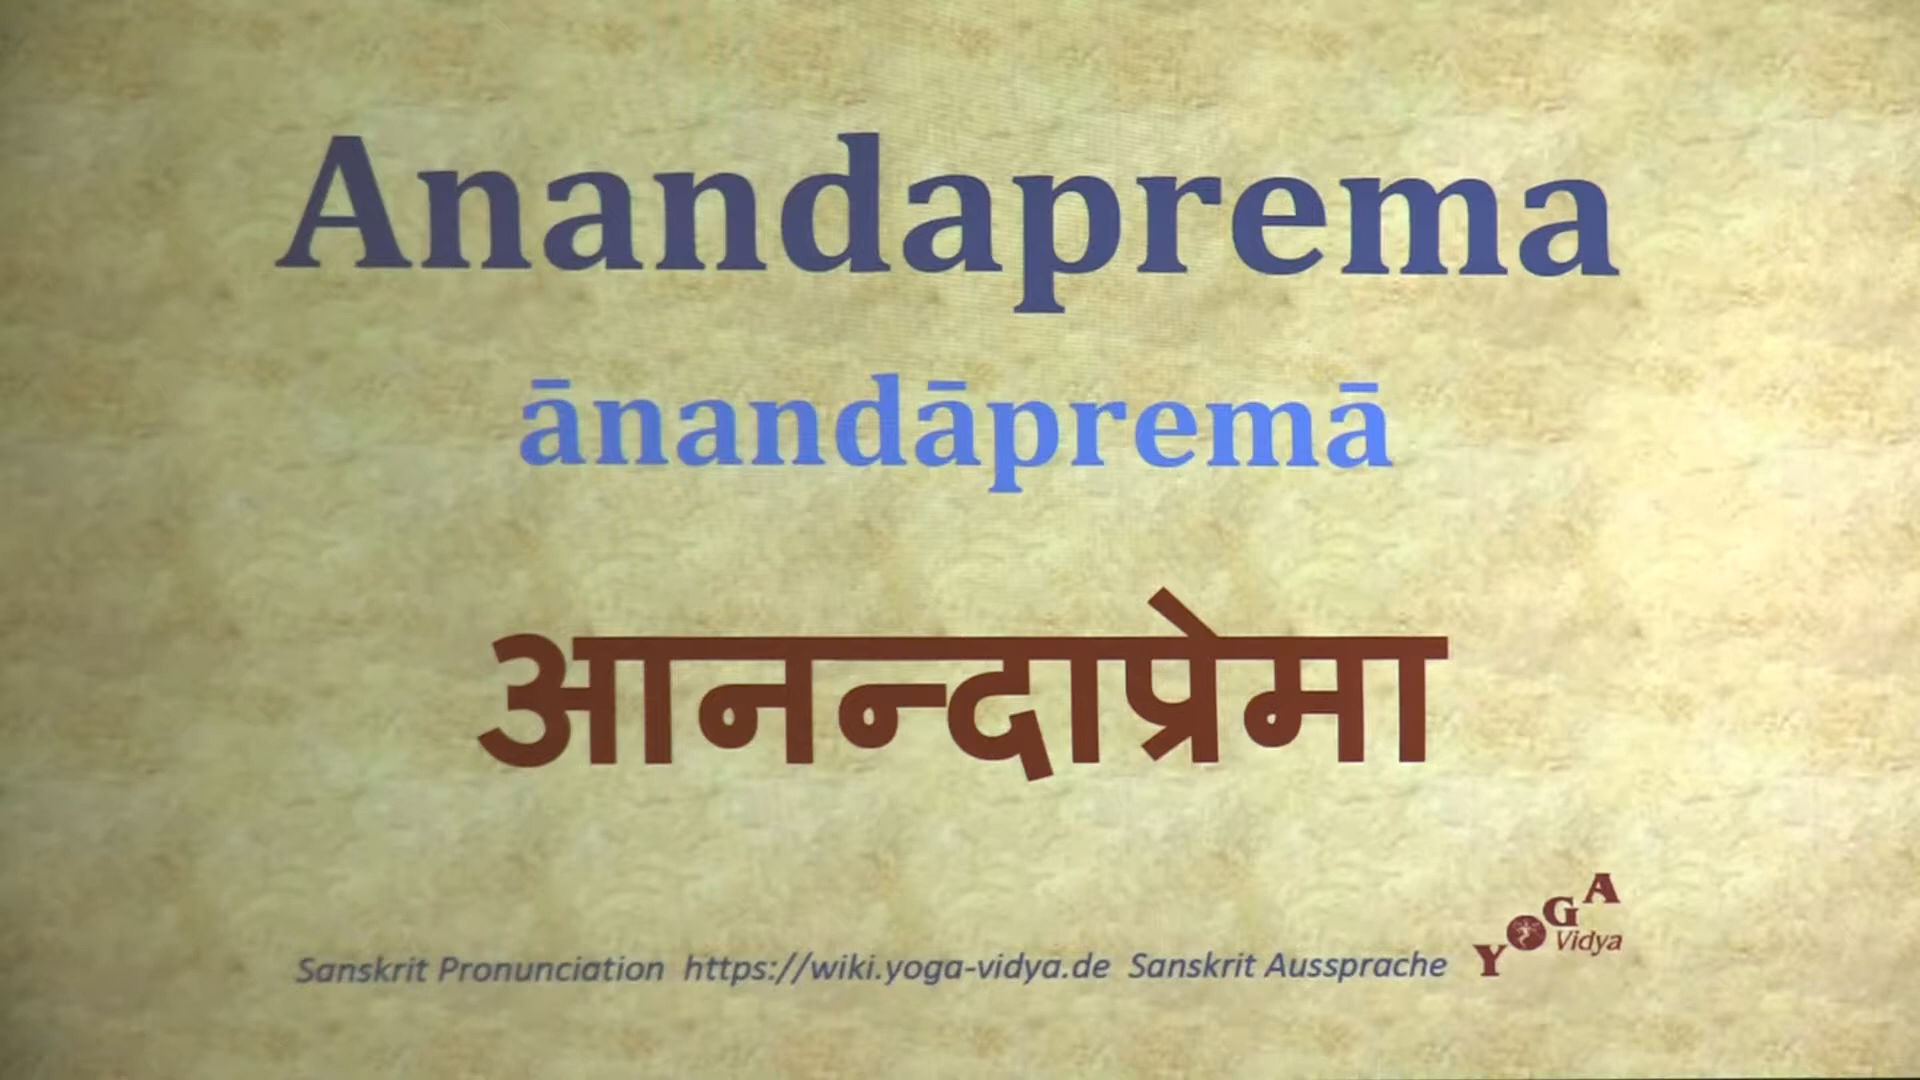 Anandaprema
ānandāpremā
आनन्दाप्रेमा
Sanskrit Pronunciation https://wiki.yoga-vidya.de Sanskrit Aussprache
YOGA
Vidya